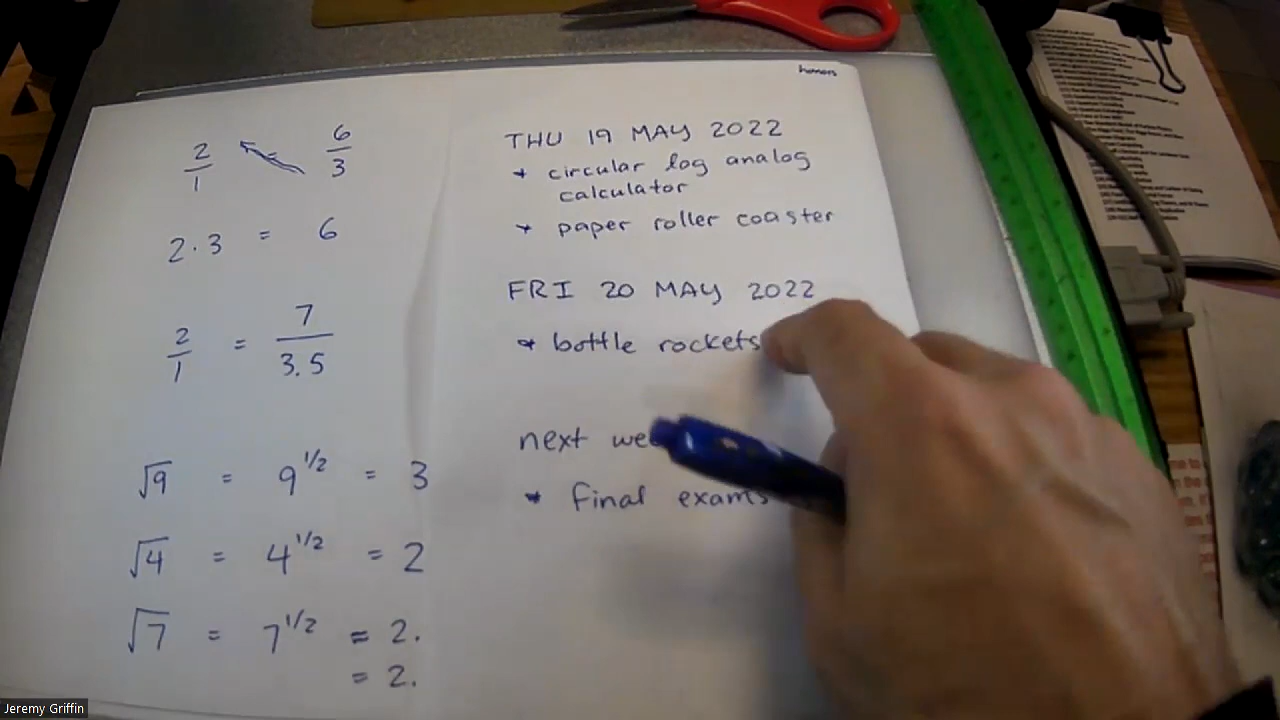 honors
2/1 = 6/3
2·3 = 6
2/1 = 7/3.5
√9 = 9^1/2 = 3
√4 = 4^1/2 = 2
√7 = 7^1/2 = 2.
= 2.
THU 19 MAY 2022
* circular log analog
calculator
* paper roller coaster
FRI 20 MAY 2022
* bottle rockets
next
* final exams
Jeremy Griffin